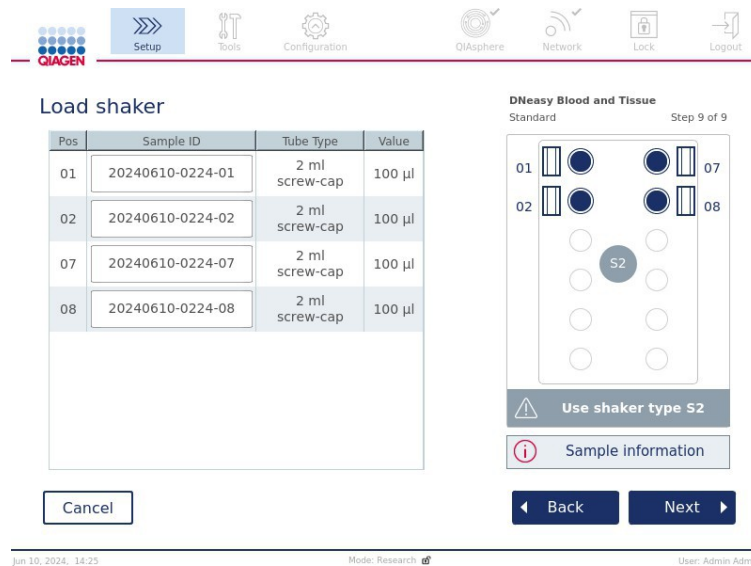 Setup
Tools
Configuration
QIAsphere
Network
Lock
Logout
QIAGEN
Load shaker
DNeasy Blood and Tissue
Standard
Step 9 of 9
Pos Sample ID Tube Type Value
01 20240610-0224-01 2 ml screw-cap 100 µl
02 20240610-0224-02 2 ml screw-cap 100 µl
07 20240610-0224-07 2 ml screw-cap 100 µl
08 20240610-0224-08 2 ml screw-cap 100 µl
01 07
02 08
S2
Use shaker type S2
Sample information
Cancel
Back
Next
Jun 10, 2024, 14:25
Mode: Research
User: Admin Adm